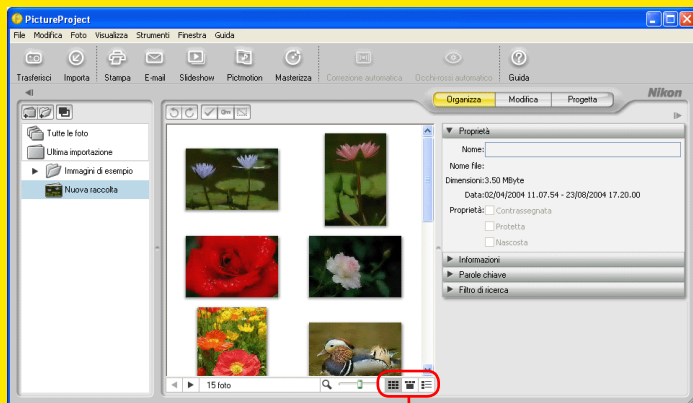 PictureProject
File Modifica Foto Visualizza Strumenti Finestra Guida
Trasferisci Importa Stampa E-mail Slideshow Pictmotion Masterizza Correzione automatica Occhi-rossi automatico Guida
Nikon
Organizza Modifica Progetta
Tutte le foto
Ultima importazione
Immagini di esempio
Nuova raccolta
Proprietà
Nome:
Nome file:
Dimensioni:3.50 MByte
Data:02/04/2004 11.07.54 - 23/08/2004 17.20.00
Proprietà: Contrassegnata
Protetta
Nascosta
Informazioni
Parole chiave
Filtro di ricerca
15 foto